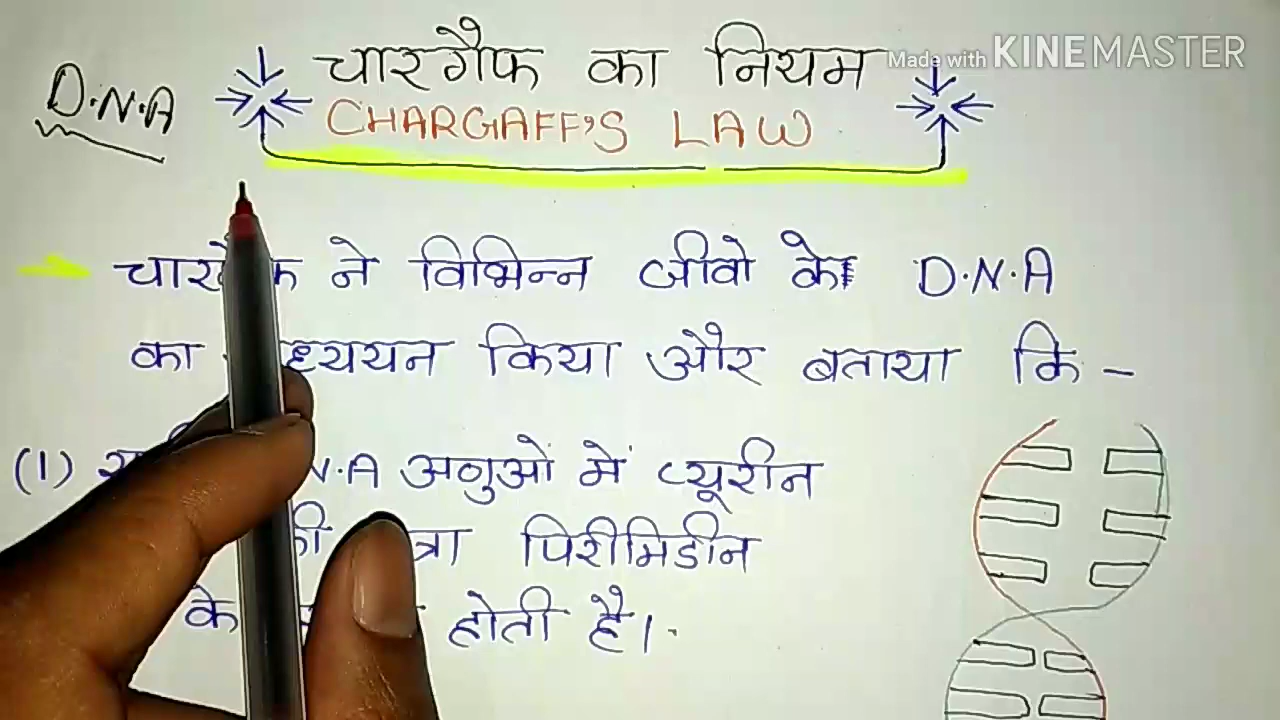 चारगैफ का नियम
Made with KINEMASTER
D.N.A
CHARGAFF'S LAW
ने विभिन्न जीवो के D.N.A
का किया और बताया कि -
(1) N.A अणुओं में प्यूरीन
की पिरीमिडीन
के होती है।